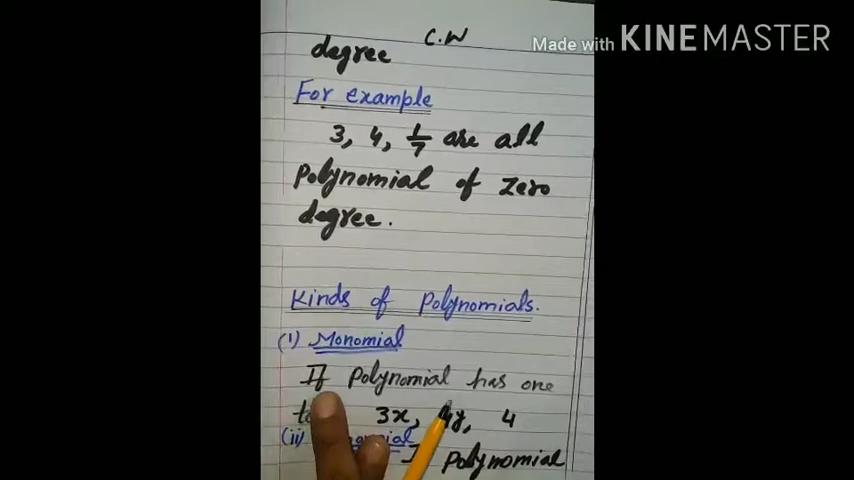 C.W
Made with KINEMASTER
degree
For example
3, 4, 1/7 are all
Polynomial of Zero
degree.
Kinds of Polynomials.
(i) Monomial
If Polynomial has one
3x, 4y, 4
(ii)
Polynomial